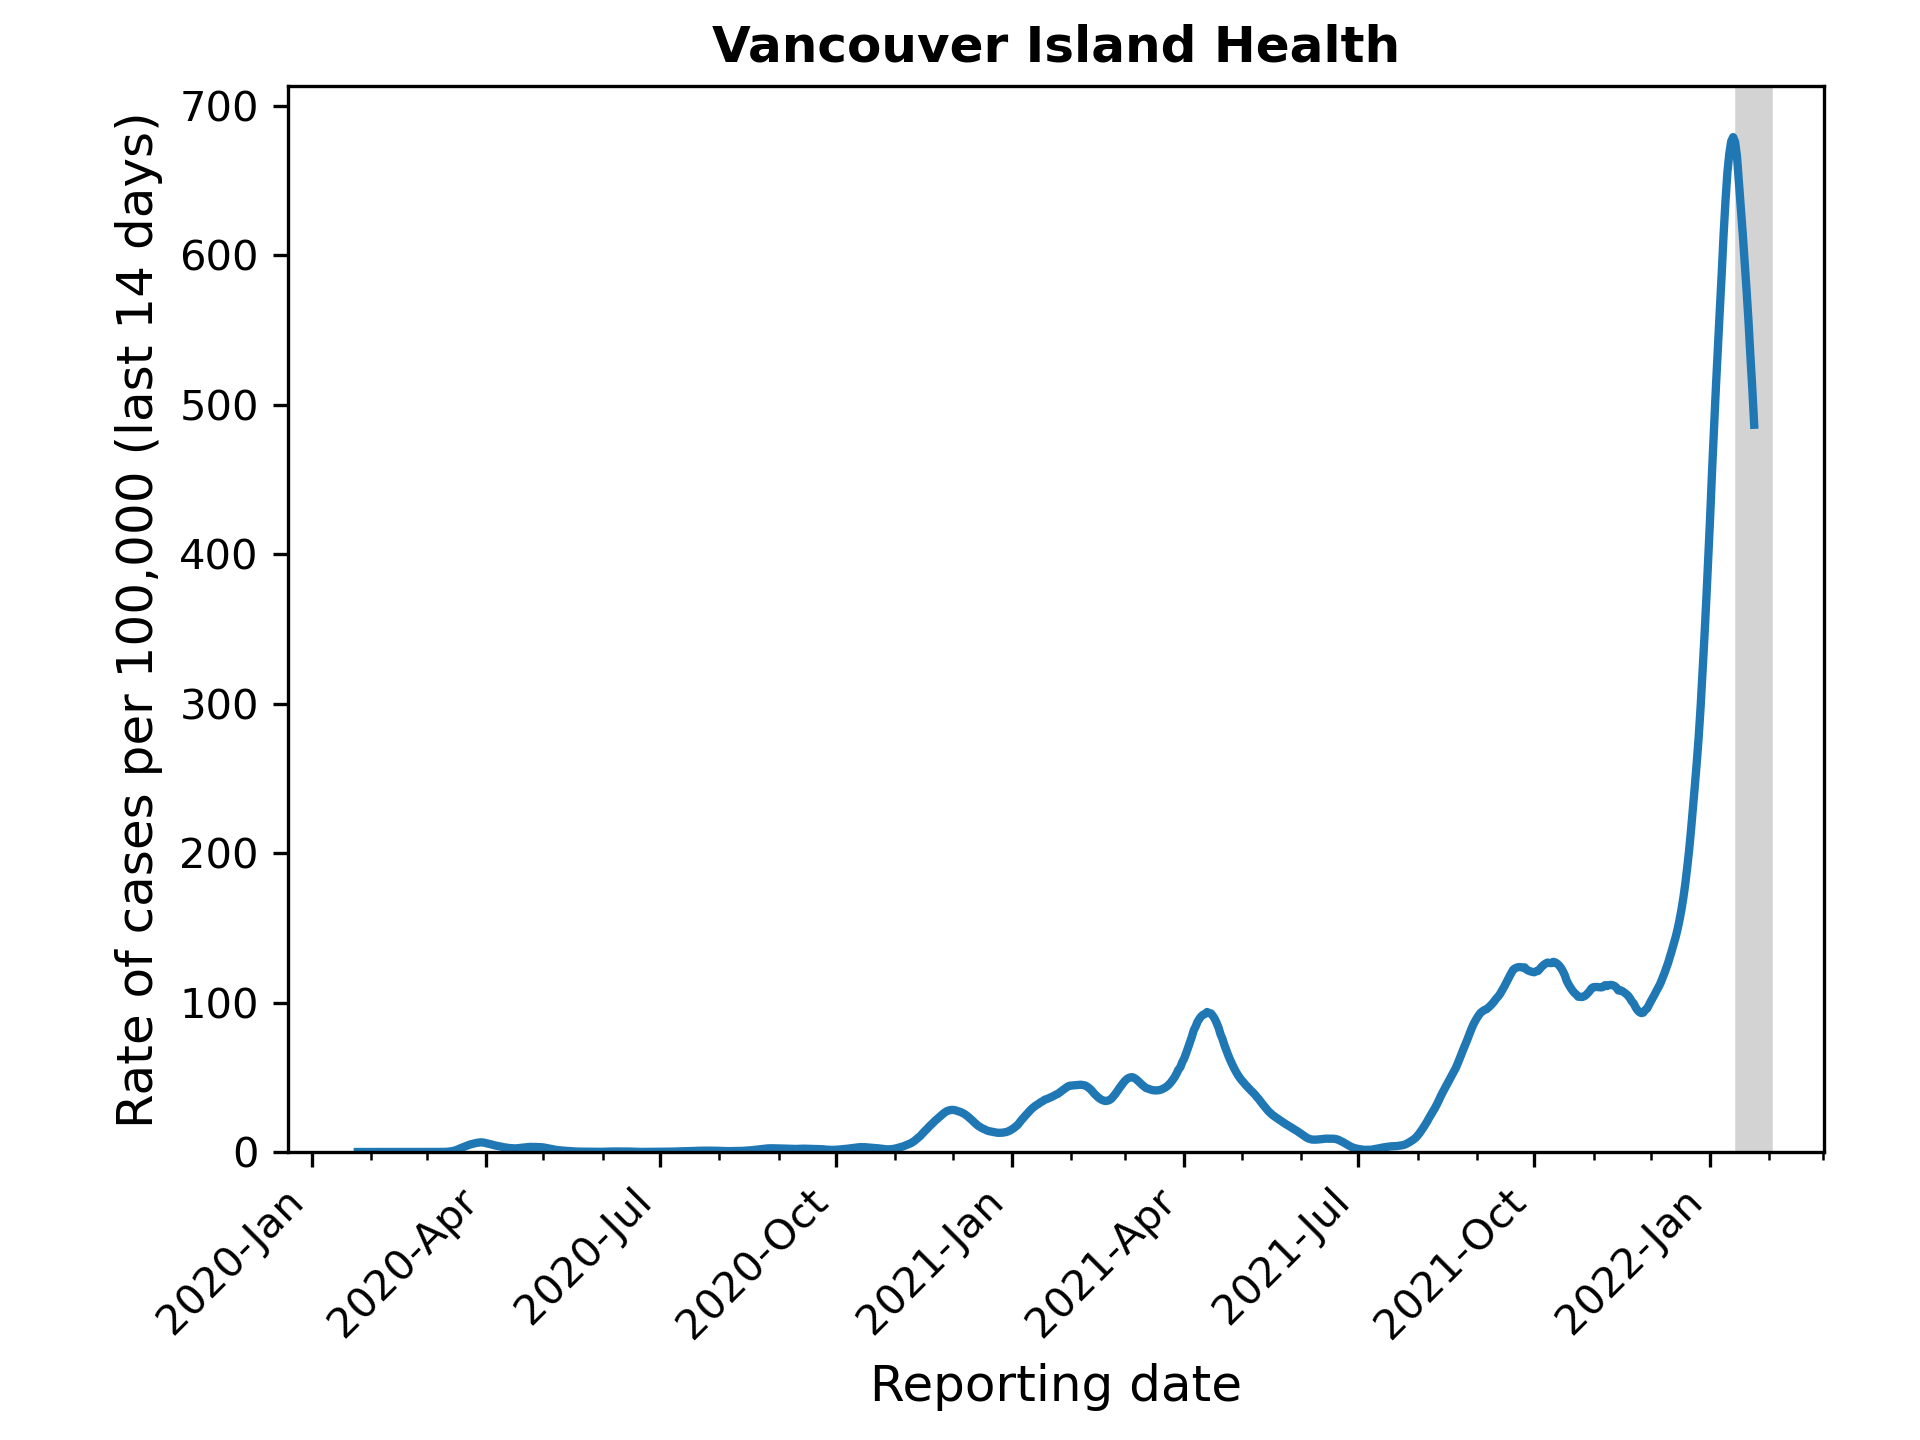 Vancouver Island Health
Rate of cases per 100,000 (last 14 days)
700
600
500
400
300
200
100
0
2020-Jan
2020-Apr
2020-Jul
2020-Oct
2021-Jan
2021-Apr
2021-Jul
2021-Oct
2022-Jan
Reporting date